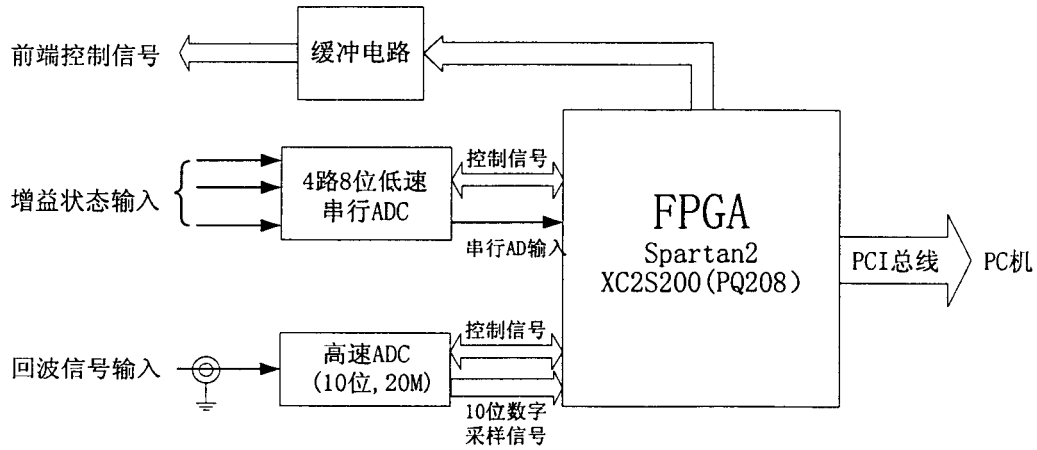 前端控制信号
缓冲电路
增益状态输入
4路8位低速
串行ADC
控制信号
串行AD输入
FPGA
Spartan2
XC2S200(PQ208)
PCI总线
PC机
回波信号输入
高速ADC
(10位,20M)
控制信号
10位数字
采样信号